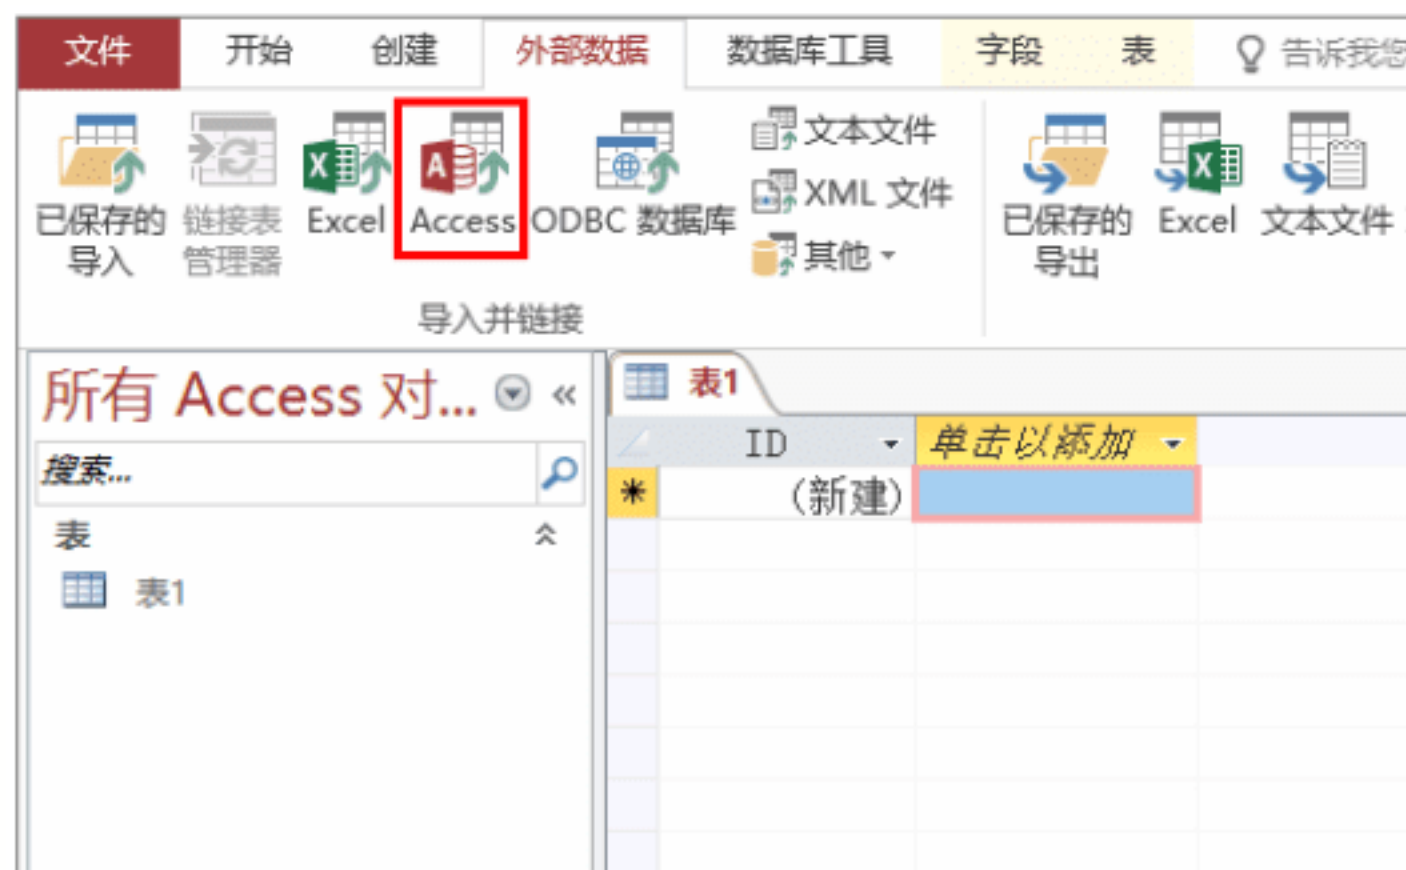 文件 开始 创建 外部数据 数据库工具 字段 表 告诉我您
已保存的导入 链接表管理器 Excel Access ODBC 数据库
文本文件
XML 文件
其他
已保存的导出 Excel 文本文件
导入并链接
所有 Access 对...
搜索...
表
表1
表1
ID 单击以添加
(新建)